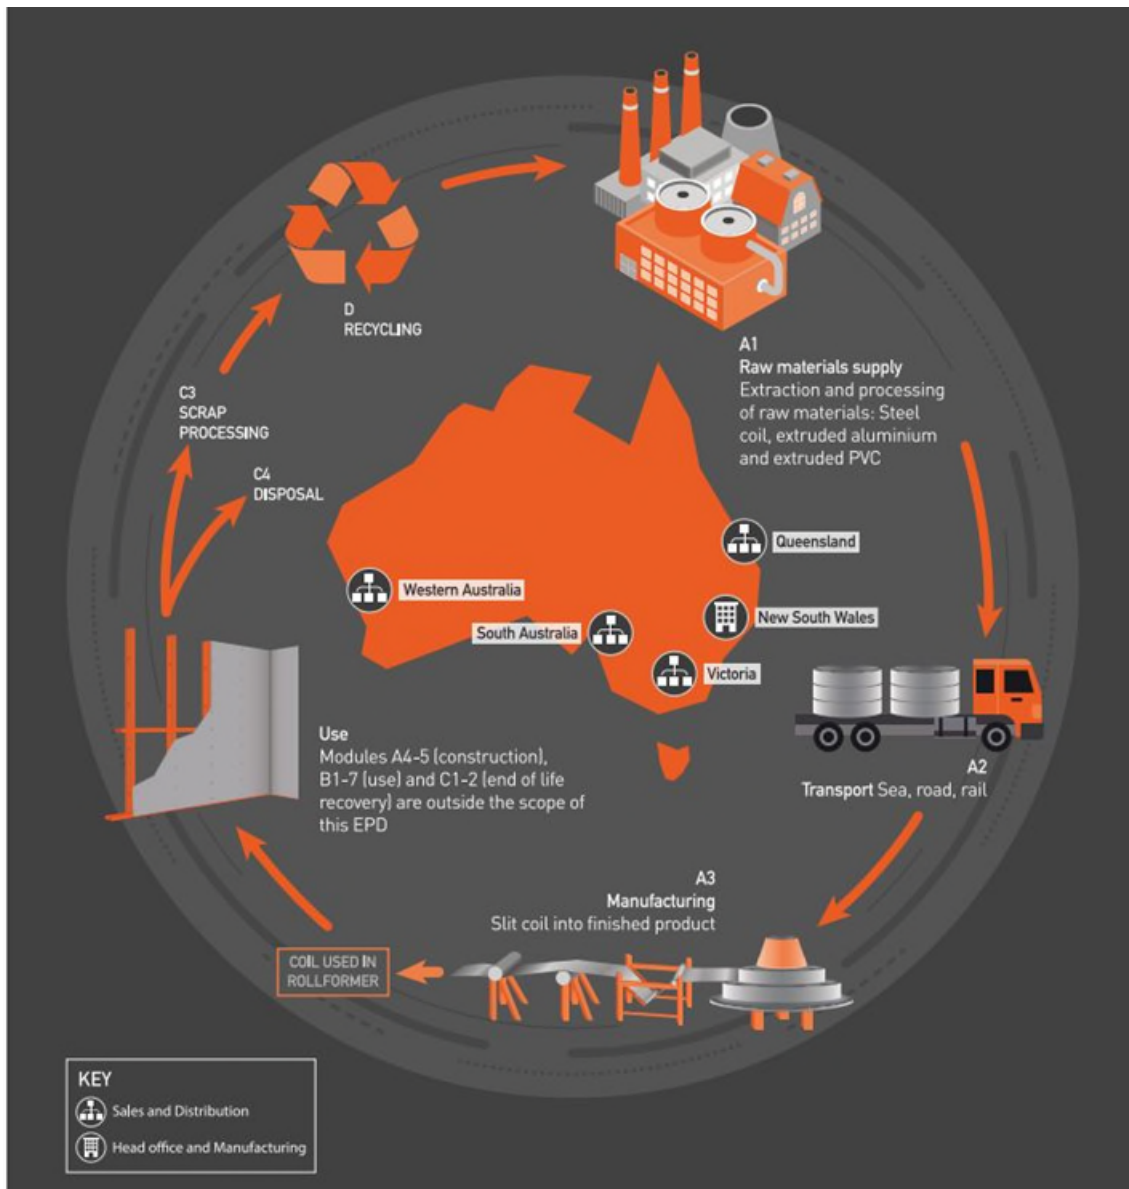 D
RECYCLING
A1
Raw materials supply
Extraction and processing
of raw materials: Steel
coil, extruded aluminium
and extruded PVC
C3
SCRAP
PROCESSING
C4
DISPOSAL
Queensland
Western Australia
New South Wales
South Australia
Victoria
Use
Modules A4-5 (construction),
B1-7 (use) and C1-2 (end of life
recovery) are outside the scope of
this EPD
A2
Transport Sea, road, rail
A3
Manufacturing
Slit coil into finished product
COIL USED IN
ROLLFORMER
KEY
Sales and Distribution
Head office and Manufacturing